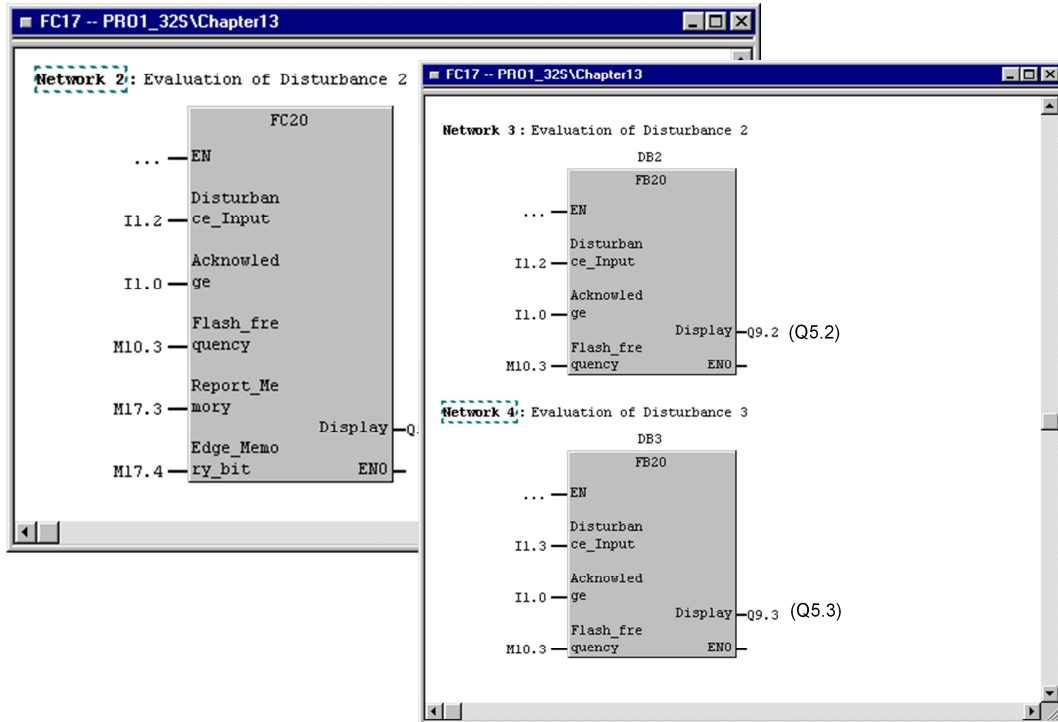 FC17 -- PRO1_32S\Chapter13
Network 2: Evaluation of Disturbance 2
FC20
... EN
Disturban
I1.2 ce_Input
Acknowled
I1.0 ge
Flash_fre
M10.3 quency
Report_Me
M17.3 mory
Display Q
Edge_Memo
M17.4 ry_bit ENO
FC17 -- PRO1_32S\Chapter13
Network 3: Evaluation of Disturbance 2
DB2
FB20
... EN
Disturban
I1.2 ce_Input
Acknowled
I1.0 ge
Display Q9.2 (Q5.2)
Flash_fre
M10.3 quency ENO
Network 4: Evaluation of Disturbance 3
DB3
FB20
... EN
Disturban
I1.3 ce_Input
Acknowled
I1.0 ge
Display Q9.3 (Q5.3)
Flash_fre
M10.3 quency ENO